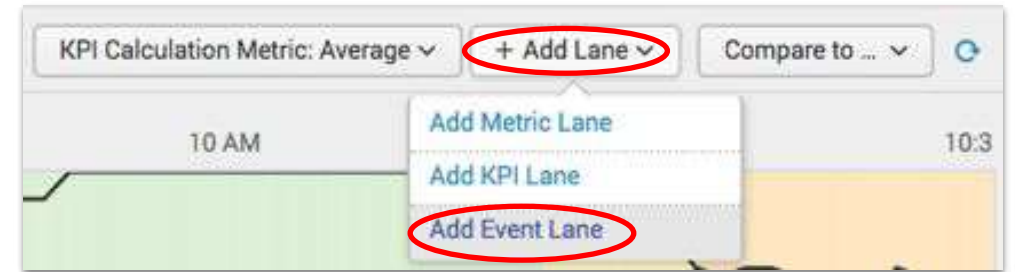 KPI Calculation Metric: Average + Add Lane Compare to ...
10 AM 10:3
Add Metric Lane
Add KPI Lane
Add Event Lane